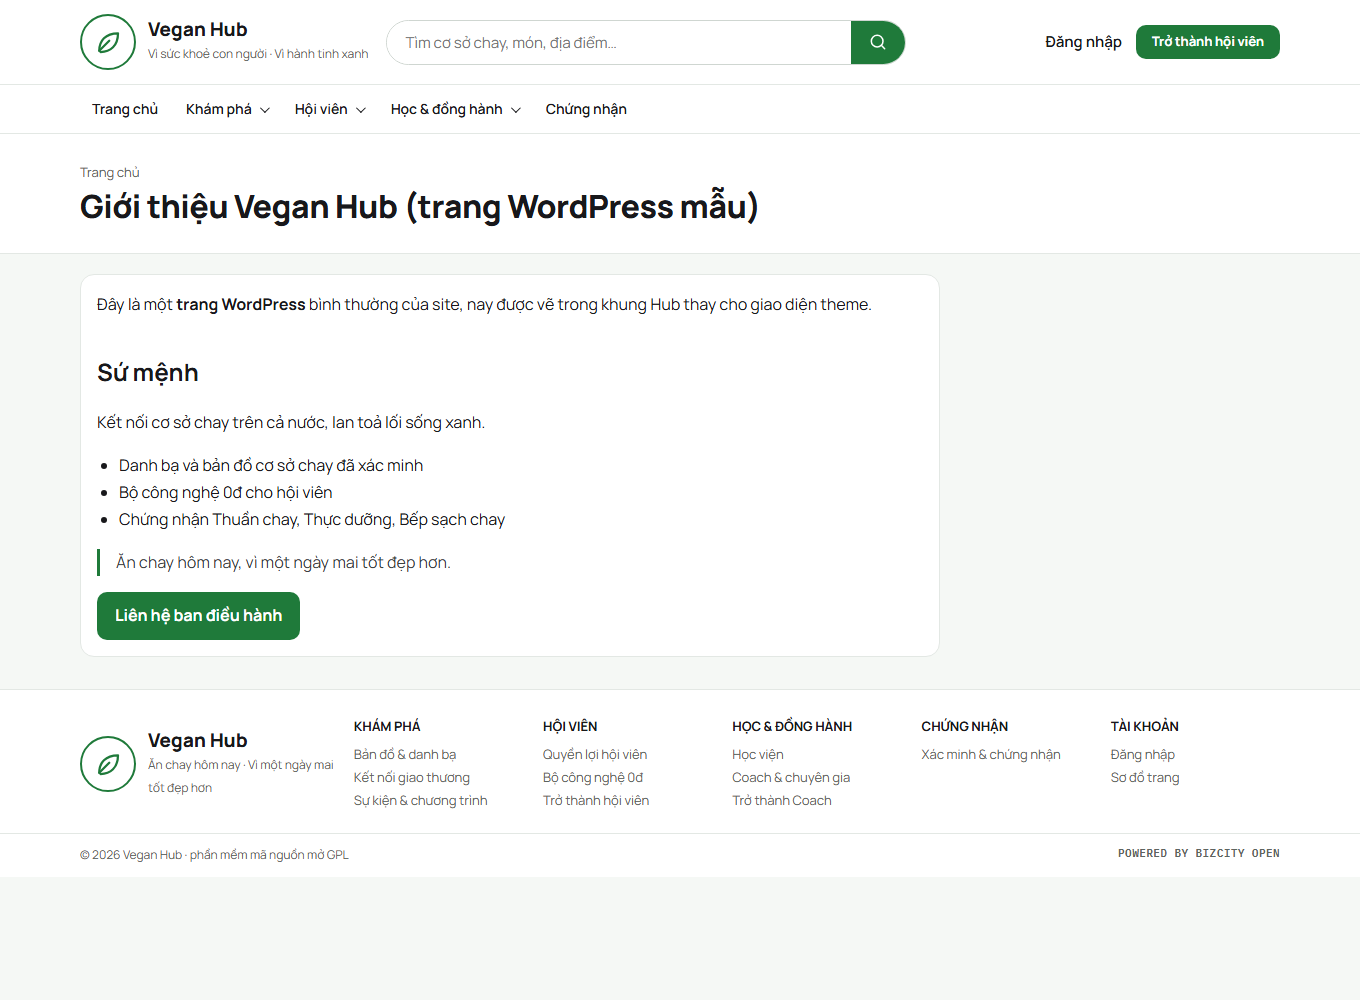 Vegan Hub
Vì sức khoẻ con người · Vì hành tinh xanh
Tìm cơ sở chay, món, địa điểm...
Đăng nhập
Trở thành hội viên
Trang chủ
Khám phá
Hội viên
Học & đồng hành
Chứng nhận
Trang chủ
Giới thiệu Vegan Hub (trang WordPress mẫu)
Đây là một trang WordPress bình thường của site, nay được vẽ trong khung Hub thay cho giao diện theme.
Sứ mệnh
Kết nối cơ sở chay trên cả nước, lan toả lối sống xanh.
Danh bạ và bản đồ cơ sở chay đã xác minh
Bộ công nghệ 0đ cho hội viên
Chứng nhận Thuần chay, Thực dưỡng, Bếp sạch chay
Ăn chay hôm nay, vì một ngày mai tốt đẹp hơn.
Liên hệ ban điều hành
Vegan Hub
Ăn chay hôm nay · Vì một ngày mai
tốt đẹp hơn
KHÁM PHÁ
Bản đồ & danh bạ
Kết nối giao thương
Sự kiện & chương trình
HỘI VIÊN
Quyền lợi hội viên
Bộ công nghệ 0đ
Trở thành hội viên
HỌC & ĐỒNG HÀNH
Học viện
Coach & chuyên gia
Trở thành Coach
CHỨNG NHẬN
Xác minh & chứng nhận
TÀI KHOẢN
Đăng nhập
Sơ đồ trang
© 2026 Vegan Hub · phần mềm mã nguồn mở GPL
POWERED BY BIZCITY OPEN